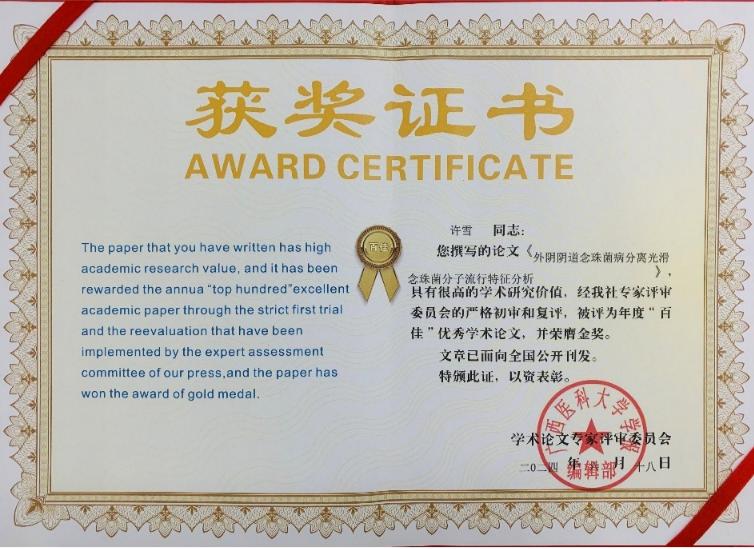 获奖证书
AWARD CERTIFICATE
The paper that you have written has high
academic research value, and it has been
rewarded the annua “top hundred”excellent
academic paper through the strict first trial
and the reevaluation that have been
implemented by the expert assessment
committee of our press,and the paper has
won the award of gold medal.
百佳
许雪 同志：
您撰写的论文《外阴阴道念珠菌病分离光滑
念珠菌分子流行特征分析》，
具有很高的学术研究价值，经我社专家评审
委员会的严格初审和复评，被评为年度“百
佳”优秀学术论文，并荣膺金奖。
文章已面向全国公开刊发。
特颁此证，以资表彰。
广西医科大学学报
学术论文专家评审委员会
二〇二四 年 月 十八日
编辑部